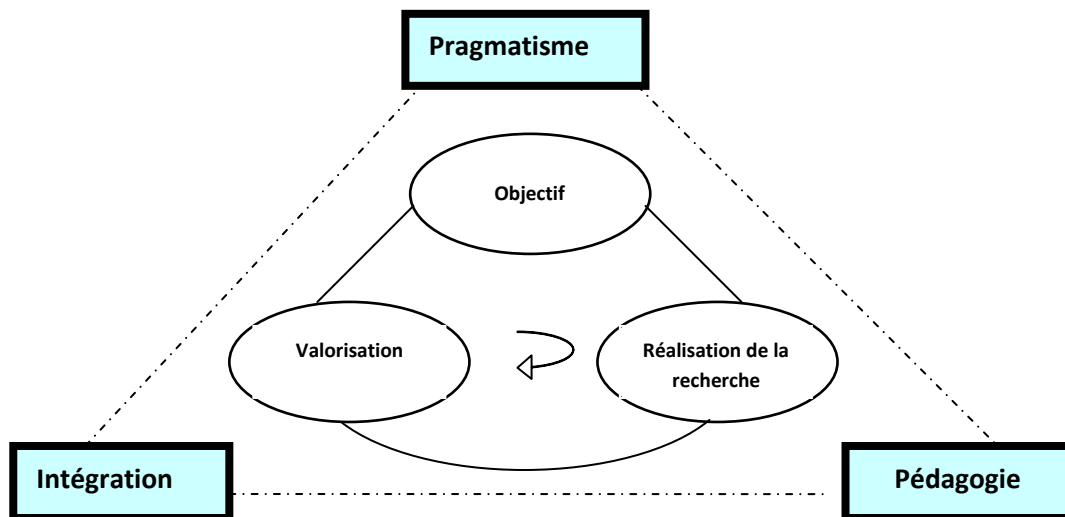 Pragmatisme
Objectif
Valorisation
Réalisation de la
recherche
Intégration
Pédagogie